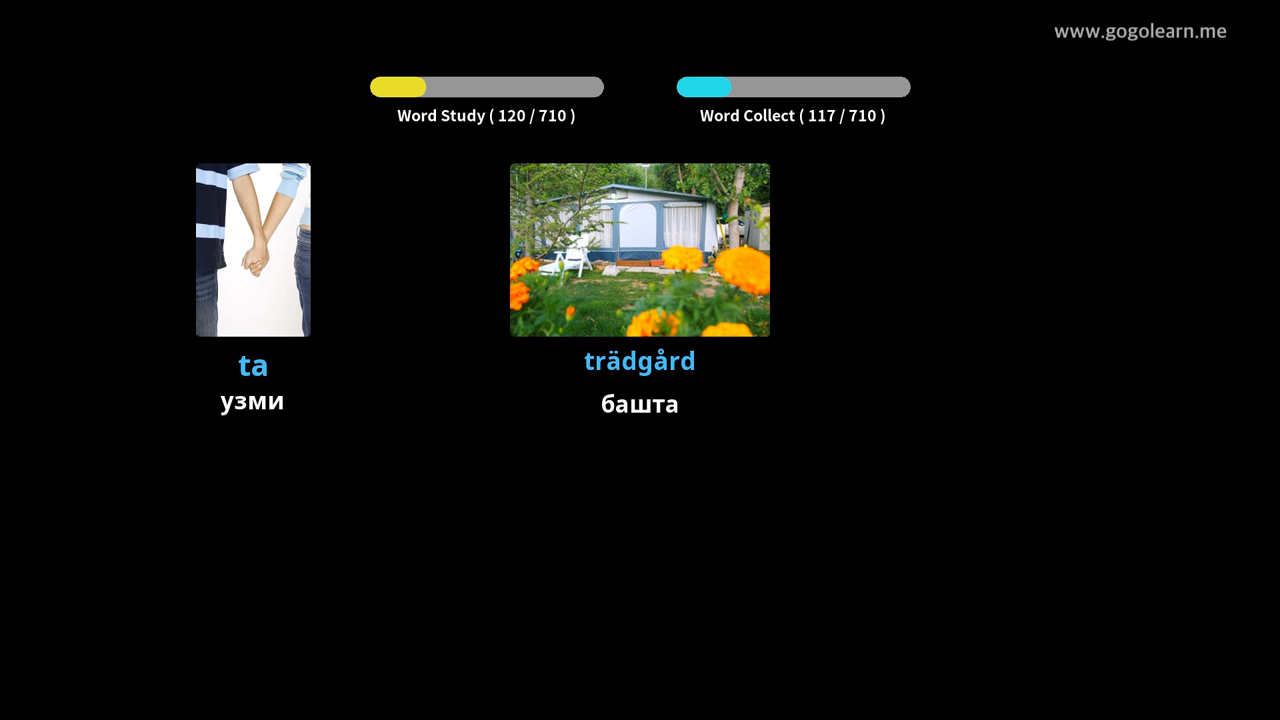 www.gogolearn.me
Word Study ( 120 / 710 )
Word Collect ( 117 / 710 )
ta
узми
trädgård
башта